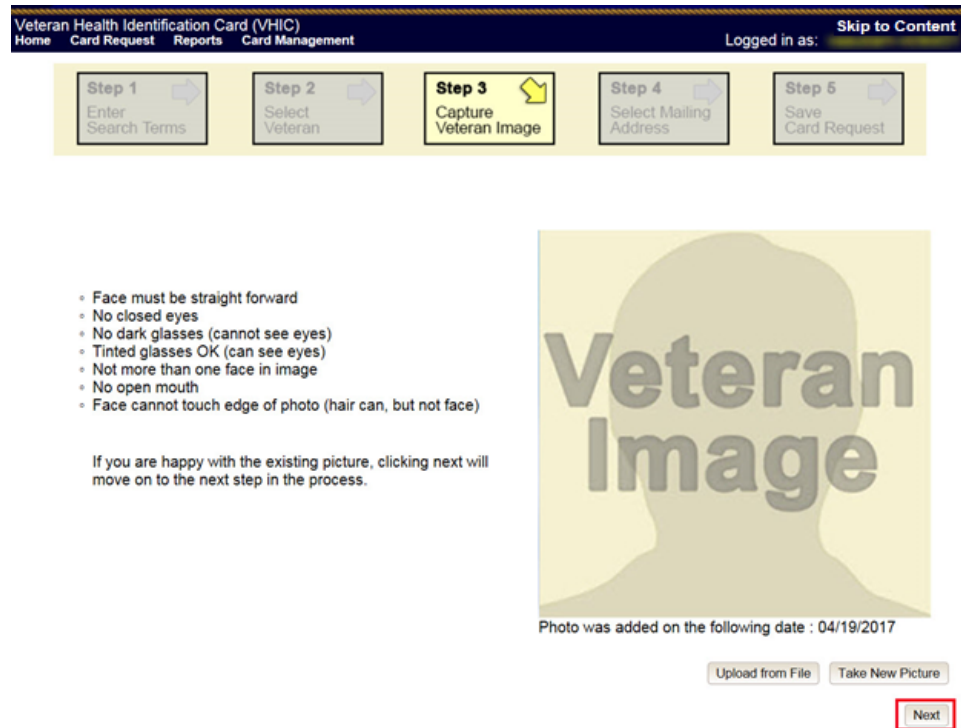 Veteran Health Identification Card (VHIC)
Skip to Content
Home Card Request Reports Card Management
Logged in as:
Step 1
Enter
Search Terms
Step 2
Select
Veteran
Step 3
Capture
Veteran Image
Step 4
Select Mailing
Address
Step 5
Save
Card Request
Face must be straight forward
No closed eyes
No dark glasses (cannot see eyes)
Tinted glasses OK (can see eyes)
Not more than one face in image
No open mouth
Face cannot touch edge of photo (hair can, but not face)
If you are happy with the existing picture, clicking next will
move on to the next step in the process.
Veteran
Image
Photo was added on the following date : 04/19/2017
Upload from File
Take New Picture
Next